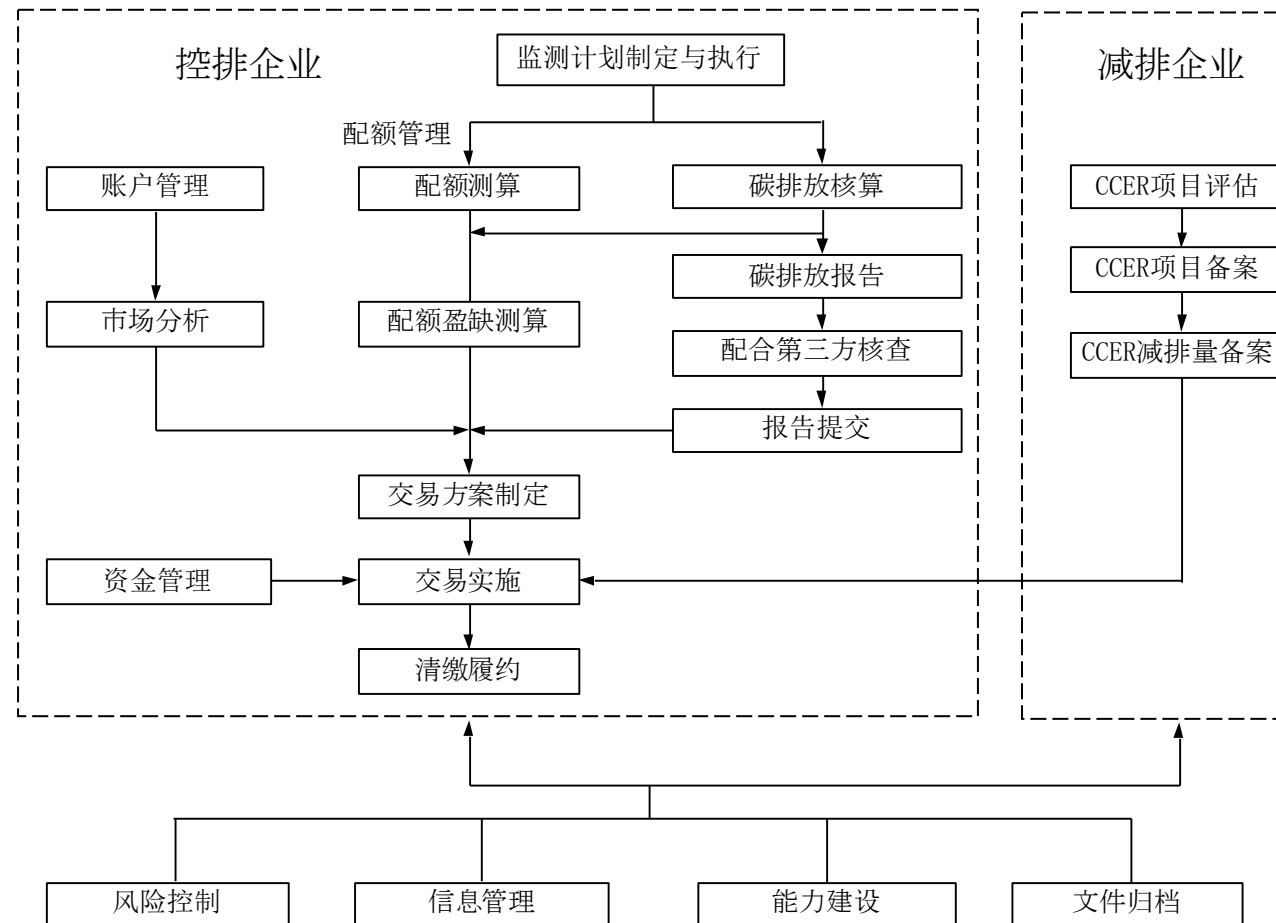 控排企业
监测计划制定与执行
减排企业
配额管理
账户管理
配额测算
碳排放核算
CCER项目评估
碳排放报告
CCER项目备案
市场分析
配额盈缺测算
配合第三方核查
CCER减排量备案
报告提交
交易方案制定
资金管理
交易实施
清缴履约
风险控制
信息管理
能力建设
文件归档